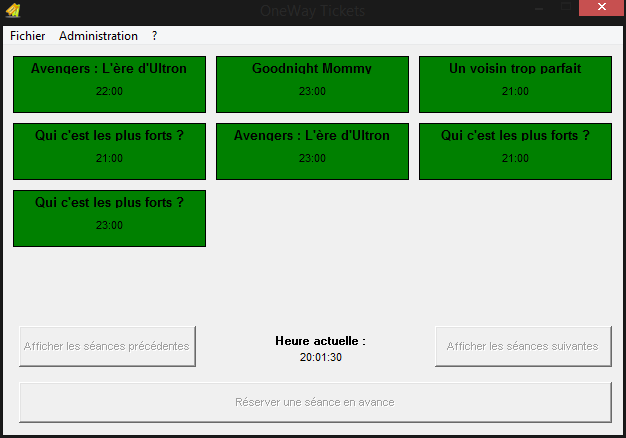 OneWay Tickets
Fichier Administration ?
Avengers : L'ère d'Ultron
22:00
Goodnight Mommy
23:00
Un voisin trop parfait
21:00
Qui c'est les plus forts ?
21:00
Avengers : L'ère d'Ultron
23:00
Qui c'est les plus forts ?
21:00
Qui c'est les plus forts ?
23:00
Afficher les séances précédentes
Heure actuelle :
20:01:30
Afficher les séances suivantes
Réserver une séance en avance